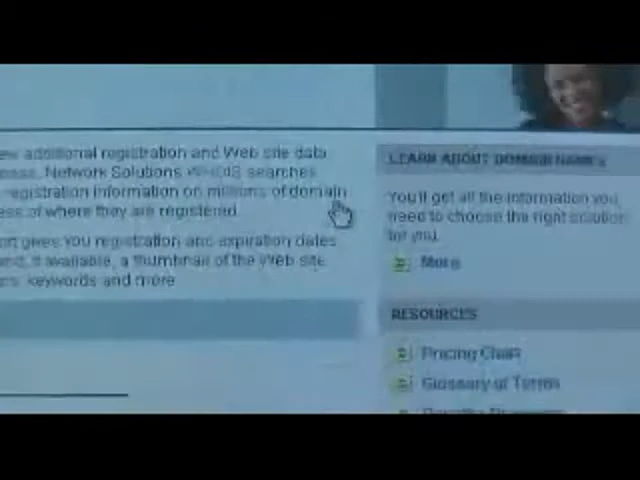 additional registration and Web site data
Network Solutions WHOIS searches
registration information on millions of domain
of where they are registered
gives you registration and expiration dates
and, if available, a thumbnail of the Web site
keywords and more
LEARN ABOUT DOMAIN NAMES
You'll get all the information you
need to choose the right solution
for you.
More
RESOURCES
Pricing Chart
Glossary of Terms